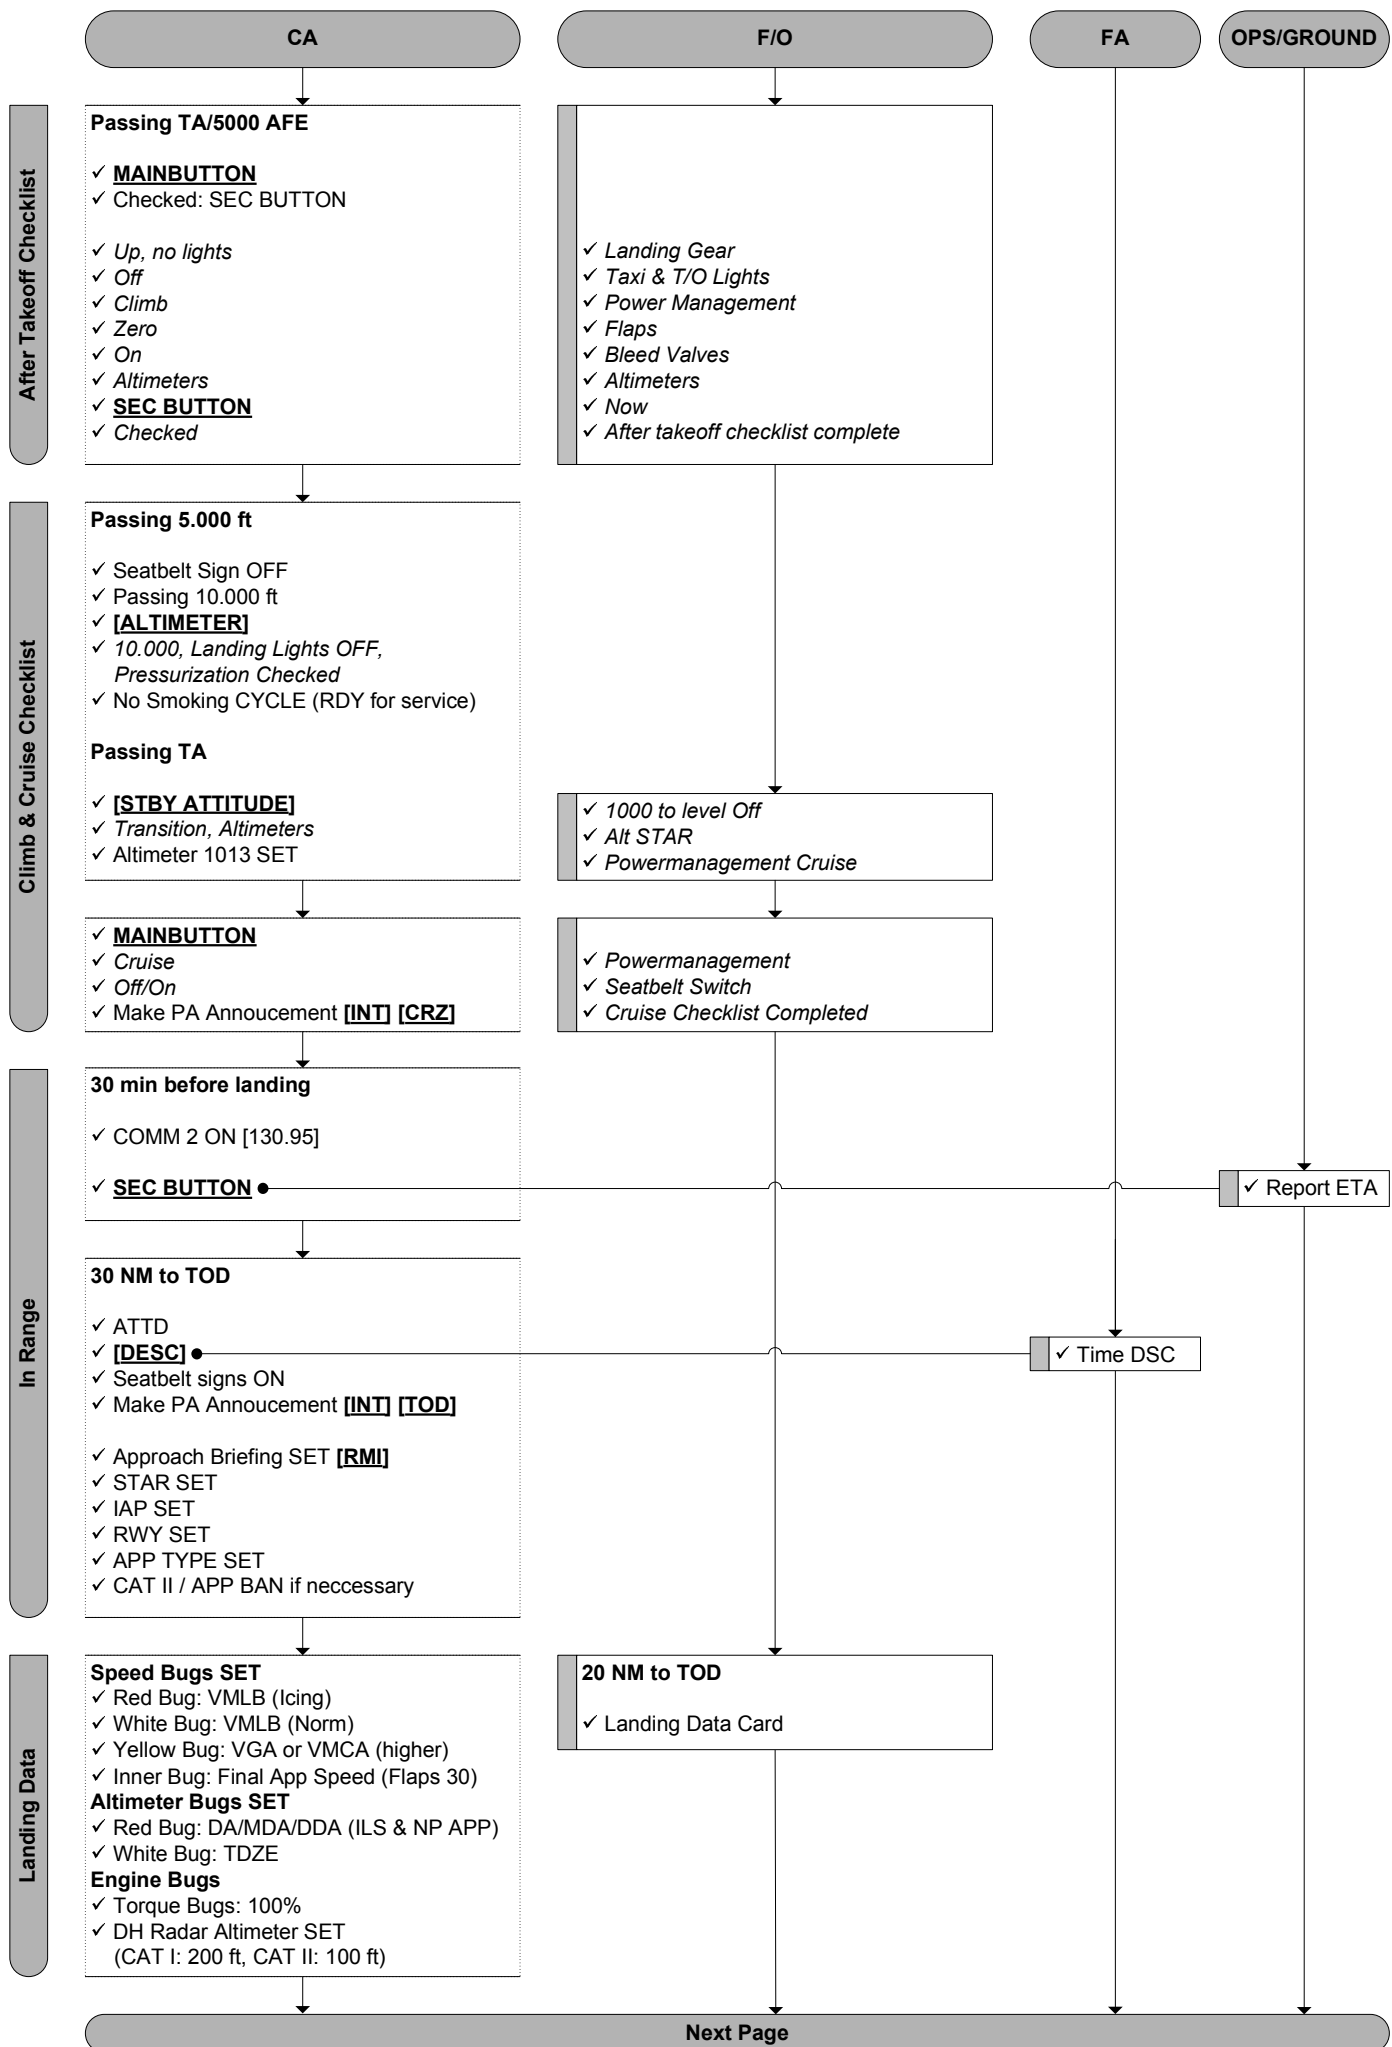 CA
F/O
FA
OPS/GROUND
After Takeoff Checklist
Passing TA/5000 AFE
✓ MAINBUTTON
✓ Checked: SEC BUTTON
✓ Up, no lights
✓ Off
✓ Climb
✓ Zero
✓ On
✓ Altimeters
✓ SEC BUTTON
✓ Checked
✓ Landing Gear
✓ Taxi & T/O Lights
✓ Power Management
✓ Flaps
✓ Bleed Valves
✓ Altimeters
✓ Now
✓ After takeoff checklist complete
Climb & Cruise Checklist
Passing 5.000 ft
✓ Seatbelt Sign OFF
✓ Passing 10.000 ft
✓ [ALTIMETER]
✓ 10.000, Landing Lights OFF,
Pressurization Checked
✓ No Smoking CYCLE (RDY for service)
Passing TA
✓ [STBY ATTITUDE]
✓ Transition, Altimeters
✓ Altimeter 1013 SET
✓ 1000 to level Off
✓ Alt STAR
✓ Powermanagement Cruise
✓ MAINBUTTON
✓ Cruise
✓ Off/On
✓ Make PA Annoucement [INT] [CRZ]
✓ Powermanagement
✓ Seatbelt Switch
✓ Cruise Checklist Completed
In Range
30 min before landing
✓ COMM 2 ON [130.95]
✓ SEC BUTTON
✓ Report ETA
30 NM to TOD
✓ ATTD
✓ [DESC]
✓ Time DSC
✓ Seatbelt signs ON
✓ Make PA Annoucement [INT] [TOD]
✓ Approach Briefing SET [RMI]
✓ STAR SET
✓ IAP SET
✓ RWY SET
✓ APP TYPE SET
✓ CAT II / APP BAN if neccessary
Landing Data
Speed Bugs SET
✓ Red Bug: VMLB (Icing)
✓ White Bug: VMLB (Norm)
✓ Yellow Bug: VGA or VMCA (higher)
✓ Inner Bug: Final App Speed (Flaps 30)
Altimeter Bugs SET
✓ Red Bug: DA/MDA/DDA (ILS & NP APP)
✓ White Bug: TDZE
Engine Bugs
✓ Torque Bugs: 100%
✓ DH Radar Altimeter SET
(CAT I: 200 ft, CAT II: 100 ft)
20 NM to TOD
✓ Landing Data Card
Next Page